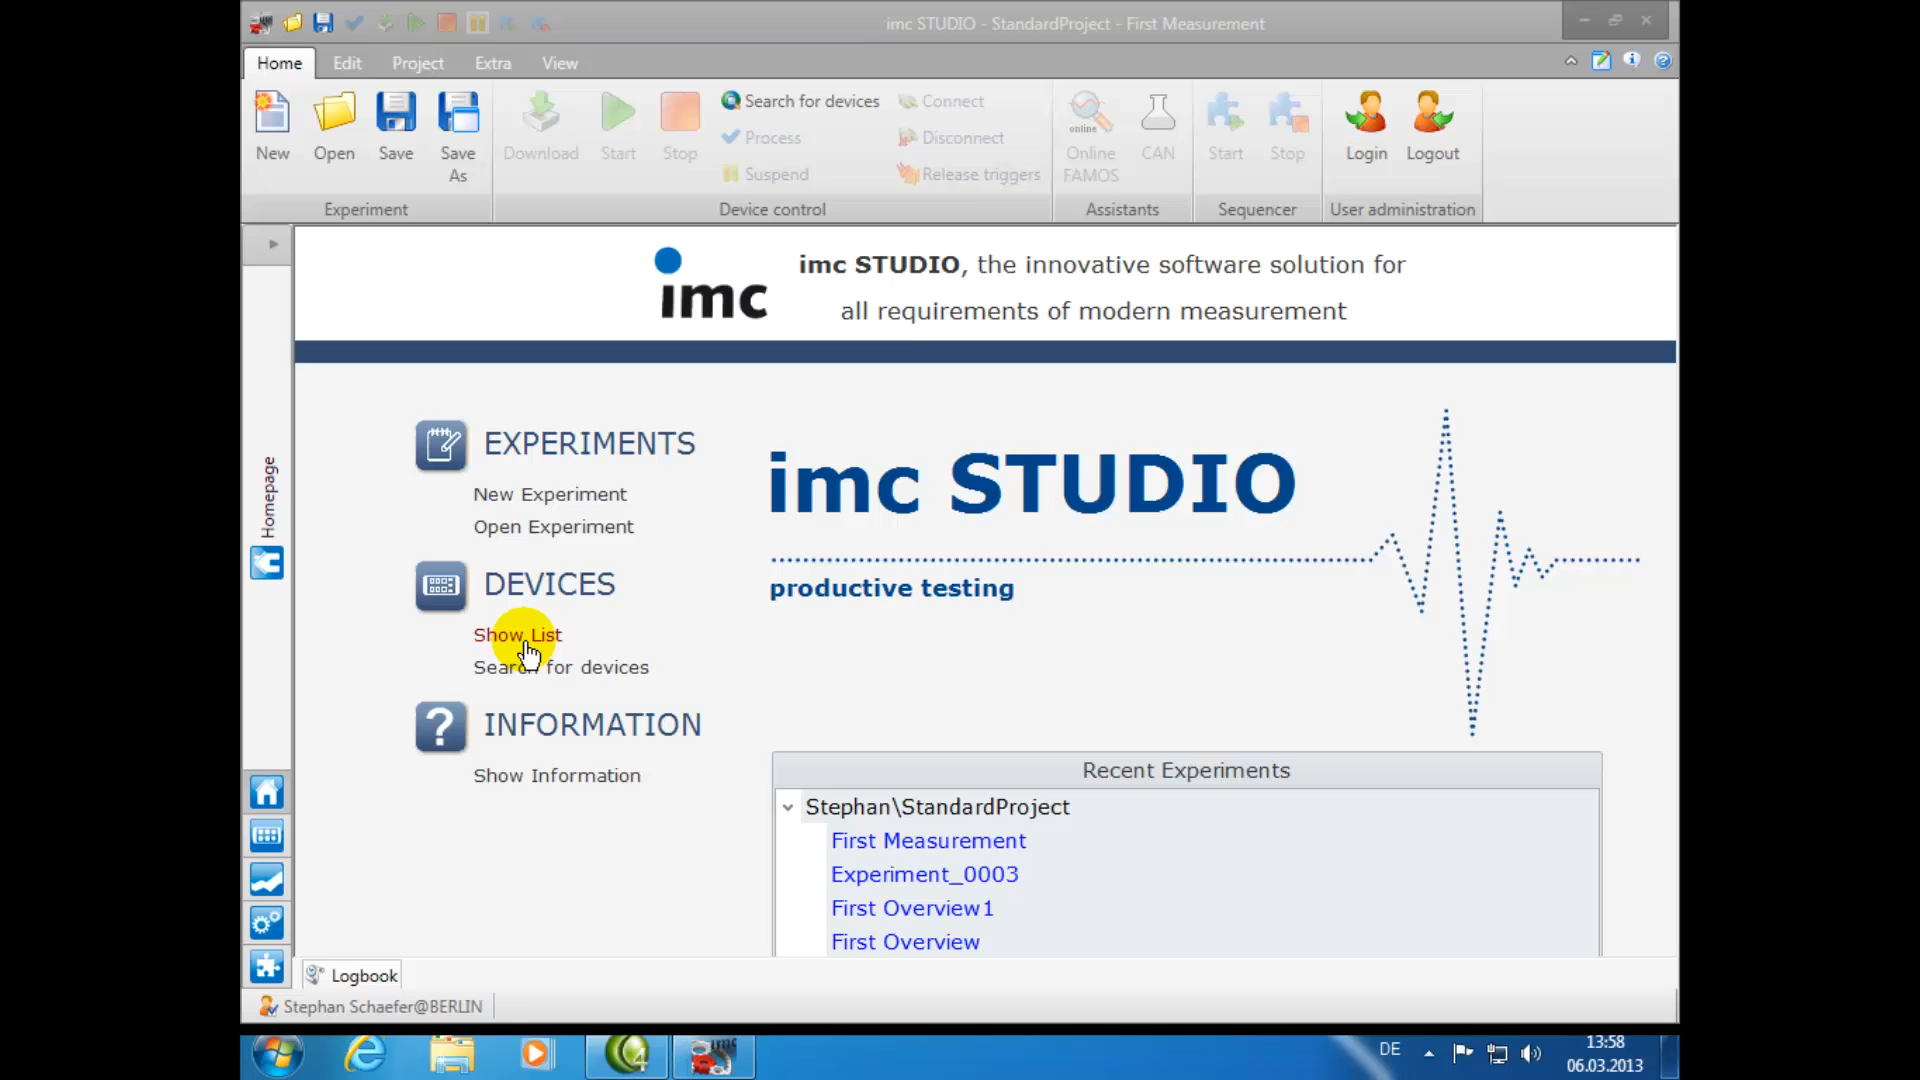 imc STUDIO - StandardProject - First Measurement
Home Edit Project Extra View
New Open Save Save As
Download Start Stop
Search for devices
Process
Suspend
Connect
Disconnect
Release triggers
online
Online FAMOS
CAN
Start Stop
Login Logout
Experiment Device control Assistants Sequencer User administration
imc
imc STUDIO, the innovative software solution for
all requirements of modern measurement
Homepage
EXPERIMENTS
New Experiment
Open Experiment
DEVICES
Show List
Search for devices
INFORMATION
Show Information
imc STUDIO
productive testing
Recent Experiments
Stephan\StandardProject
First Measurement
Experiment_0003
First Overview1
First Overview
Logbook
Stephan Schaefer@BERLIN
4
imc
DE
13:58
06.03.2013